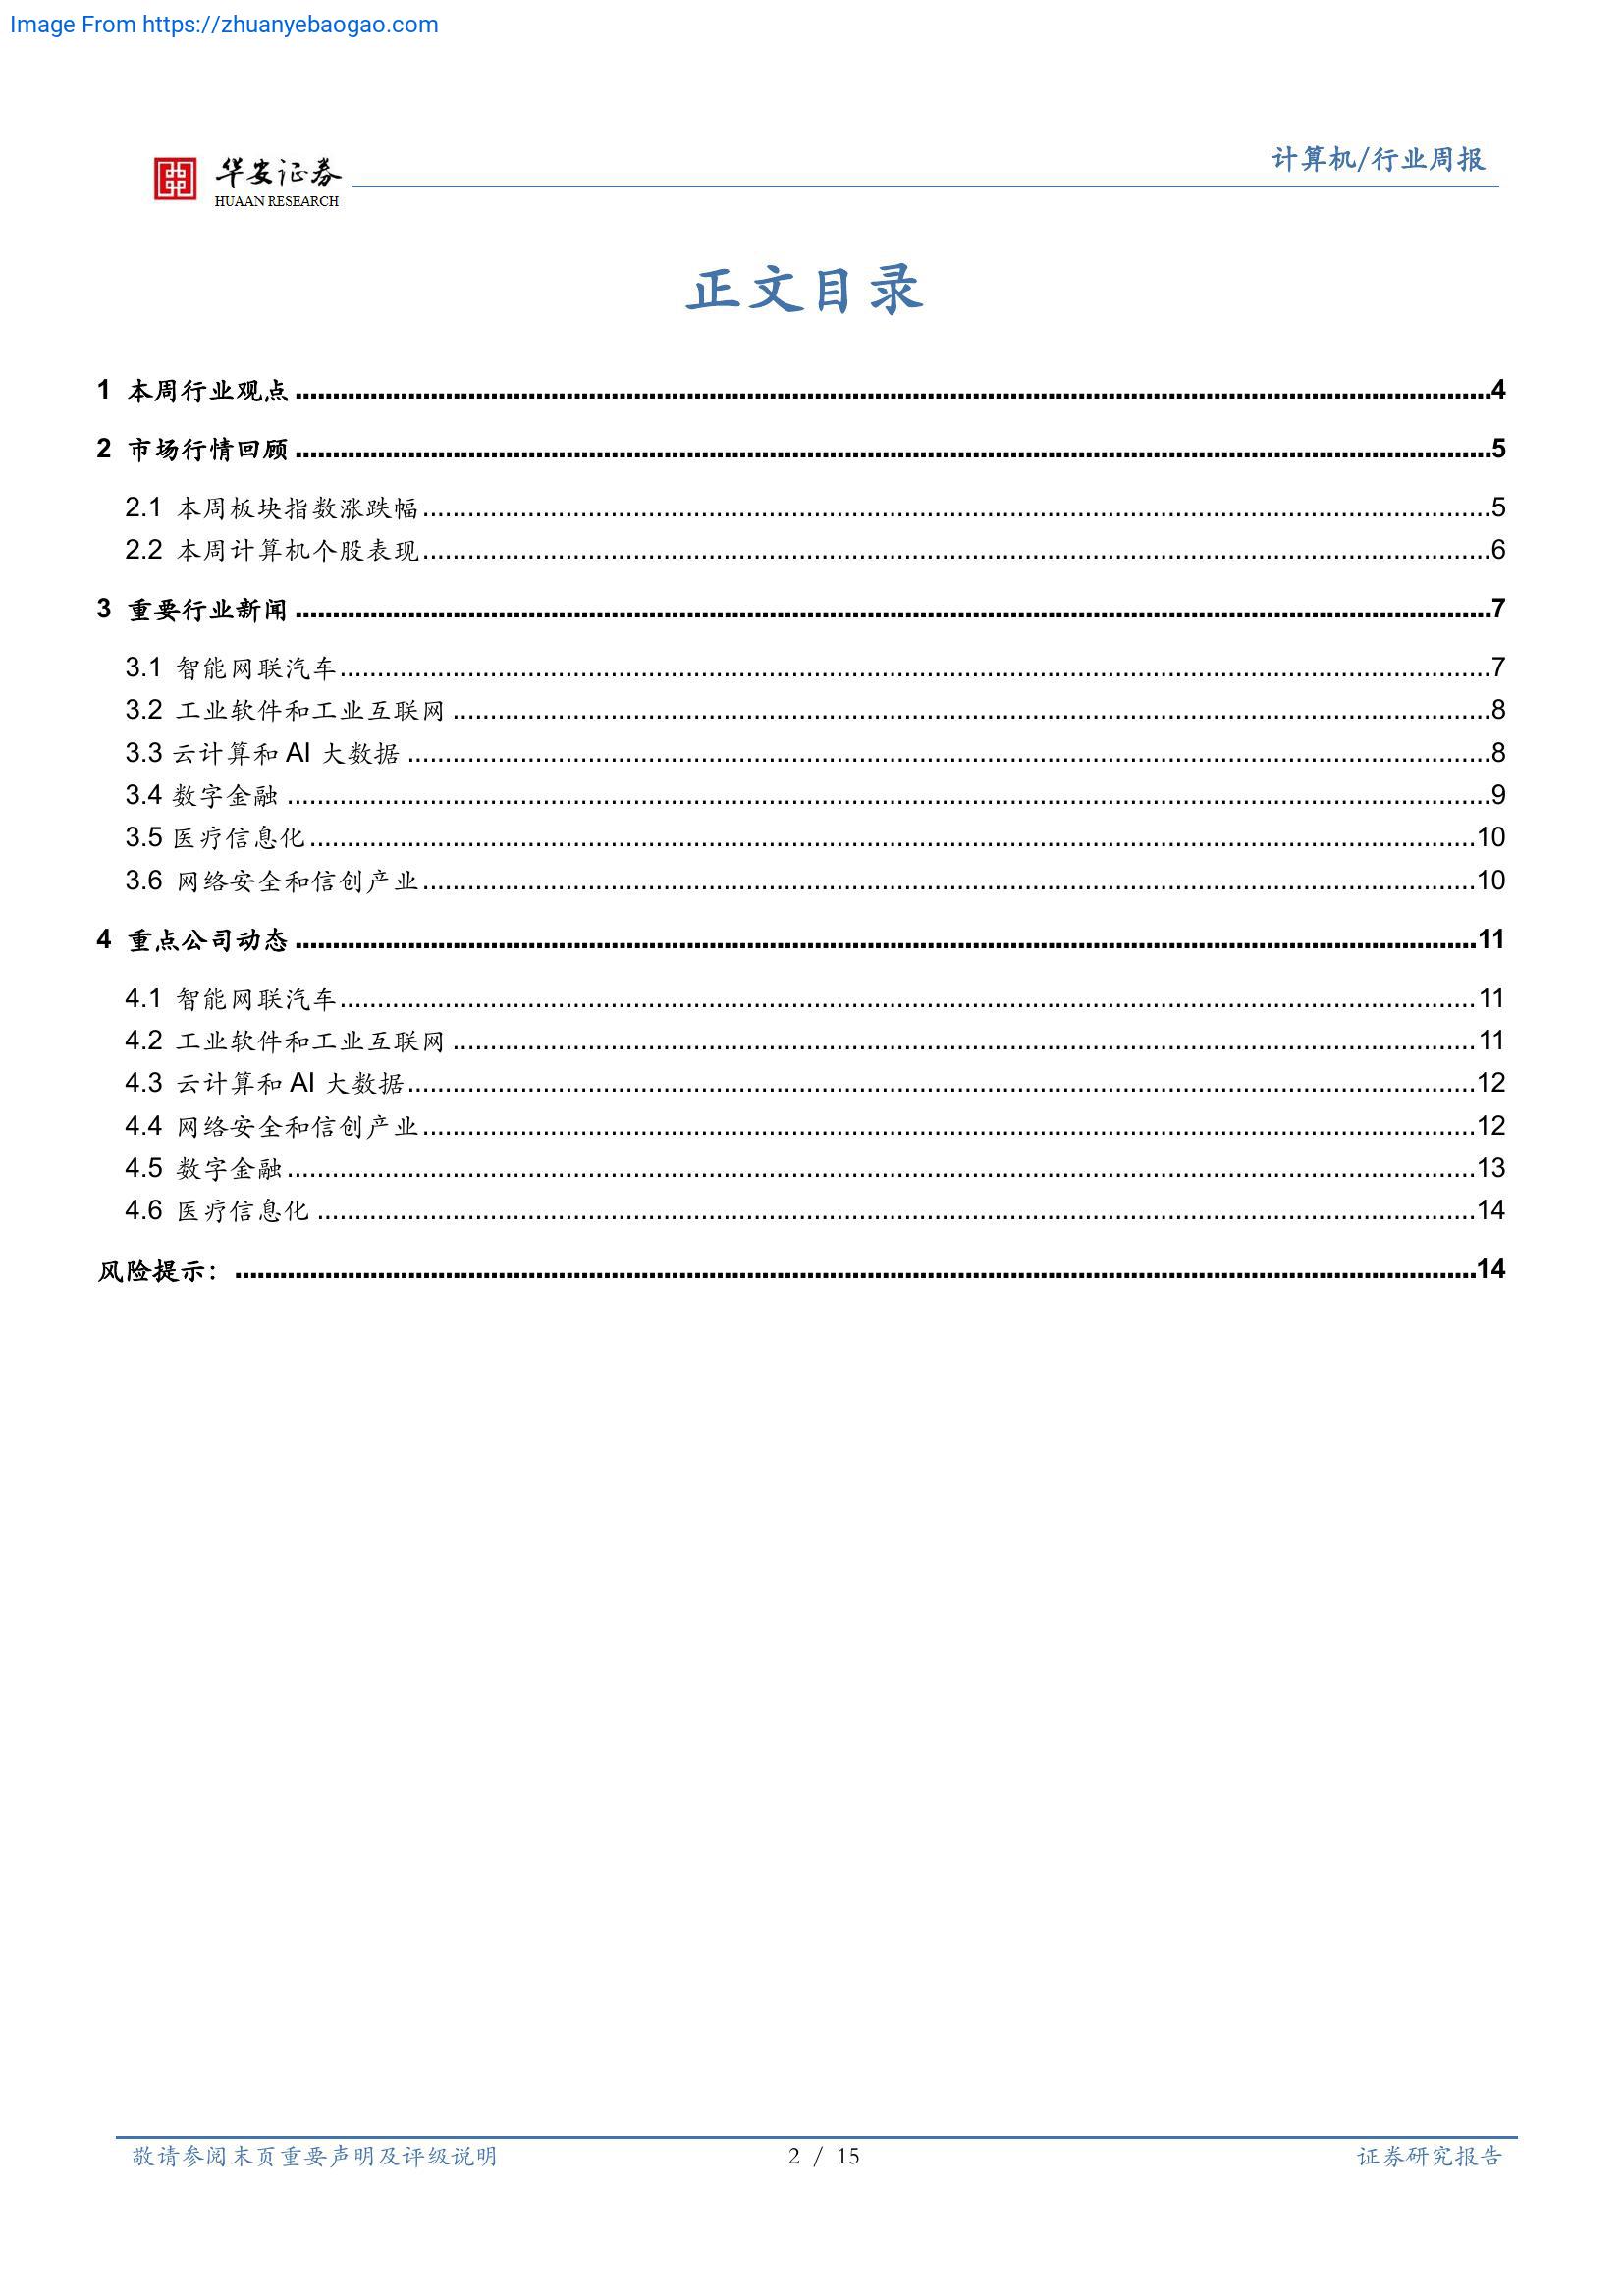 Image From https://zhuanyebaogao.com
华安证券
HUAAN RESEARCH
计算机/行业周报
正文目录
1 本周行业观点 4
2 市场行情回顾 5
2.1 本周板块指数涨跌幅 5
2.2 本周计算机个股表现 6
3 重要行业新闻 7
3.1 智能网联汽车 7
3.2 工业软件和工业互联网 8
3.3 云计算和 AI 大数据 8
3.4 数字金融 9
3.5 医疗信息化 10
3.6 网络安全和信创产业 10
4 重点公司动态 11
4.1 智能网联汽车 11
4.2 工业软件和工业互联网 11
4.3 云计算和 AI 大数据 12
4.4 网络安全和信创产业 12
4.5 数字金融 13
4.6 医疗信息化 14
风险提示： 14
敬请参阅末页重要声明及评级说明
2 / 15
证券研究报告